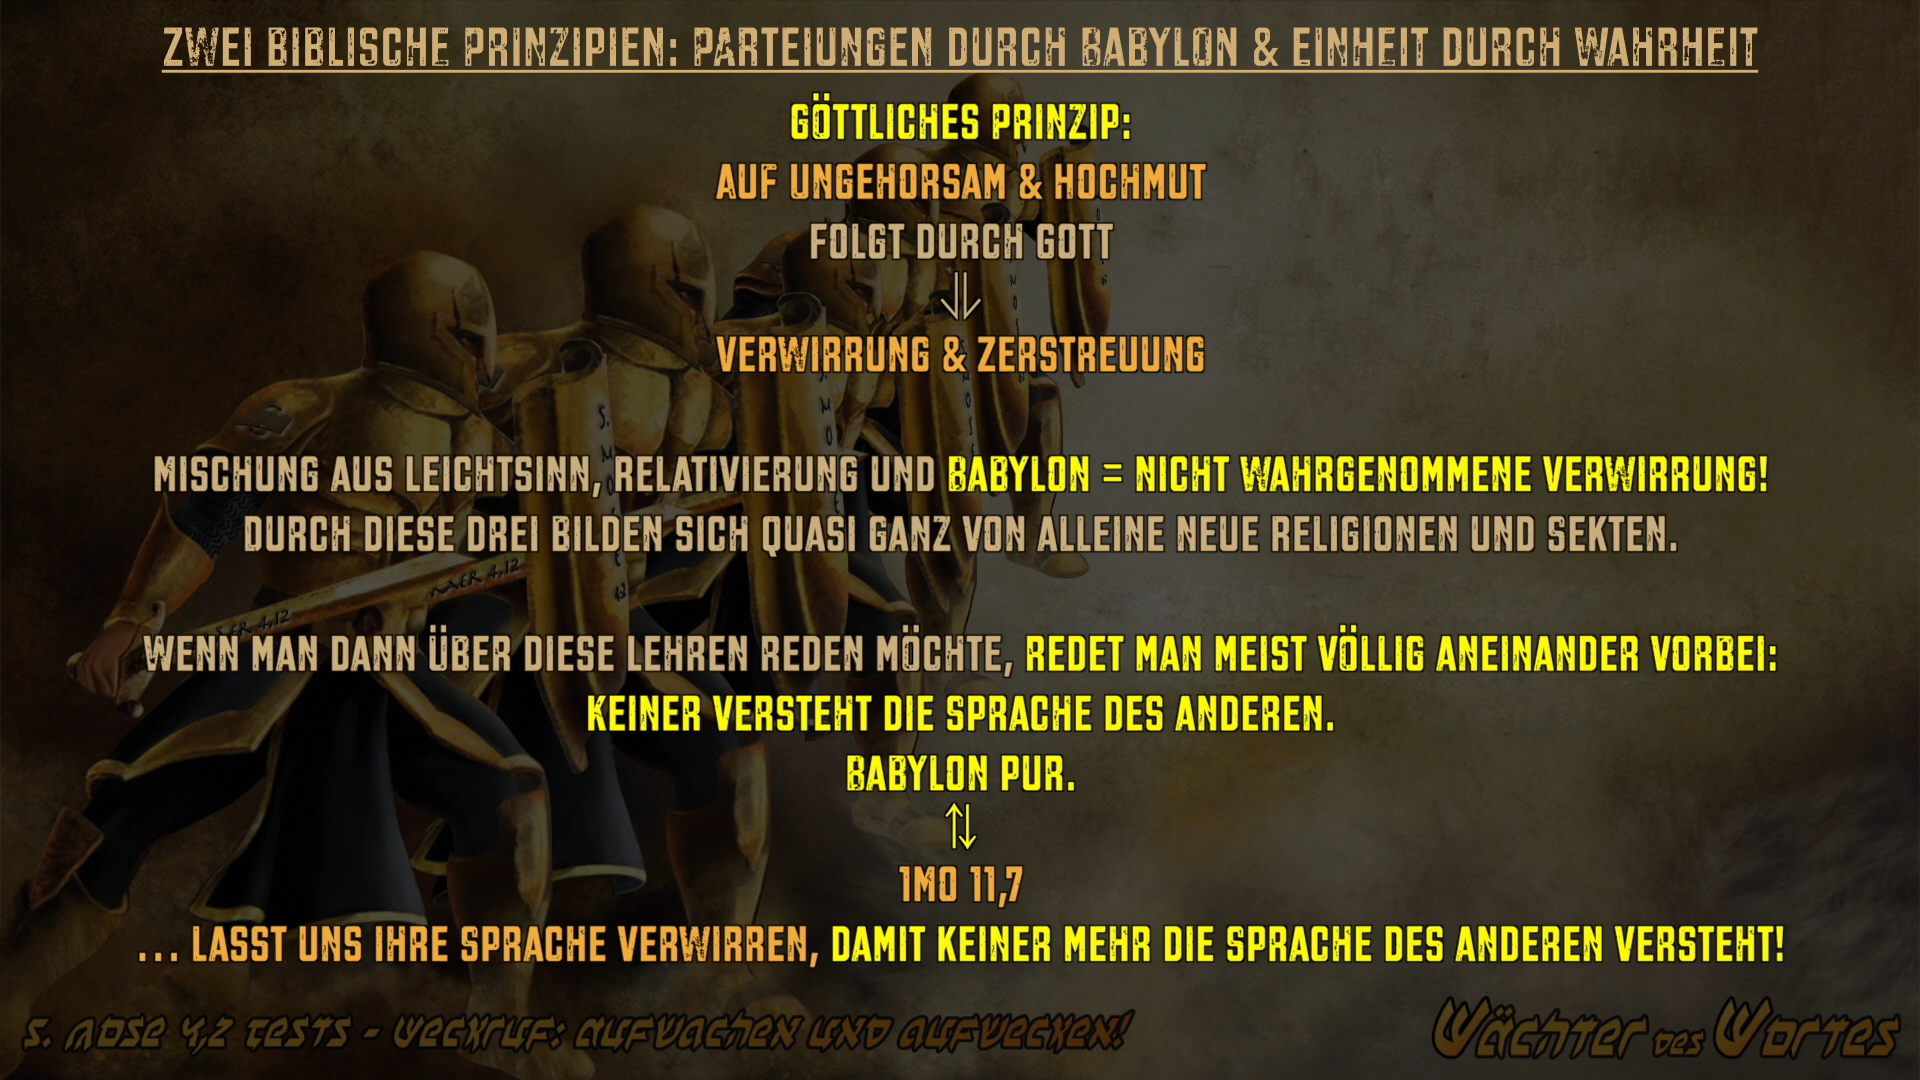 ZWEI BIBLISCHE PRINZIPIEN: PARTEIUNGEN DURCH BABYLON & EINHEIT DURCH WAHRHEIT
GÖTTLICHES PRINZIP:
AUF UNGEHORSAM & HOCHMUT
FOLGT DURCH GOTT
⇓
VERWIRRUNG & ZERSTREUUNG
MISCHUNG AUS LEICHTSINN, RELATIVIERUNG UND BABYLON = NICHT WAHRGENOMMENE VERWIRRUNG!
DURCH DIESE DREI BILDEN SICH QUASI GANZ VON ALLEINE NEUE RELIGIONEN UND SEKTEN.
WENN MAN DANN ÜBER DIESE LEHREN REDEN MÖCHTE, REDET MAN MEIST VÖLLIG ANEINANDER VORBEI:
KEINER VERSTEHT DIE SPRACHE DES ANDEREN.
BABYLON PUR.
⇅
1MO 11,7
... LASST UNS IHRE SPRACHE VERWIRREN, DAMIT KEINER MEHR DIE SPRACHE DES ANDEREN VERSTEHT!
5. MOSE 4,2 TESTS - WECKRUF: AUFWACHEN UND AUFWECKEN!
WÄCHTER DES WORTES